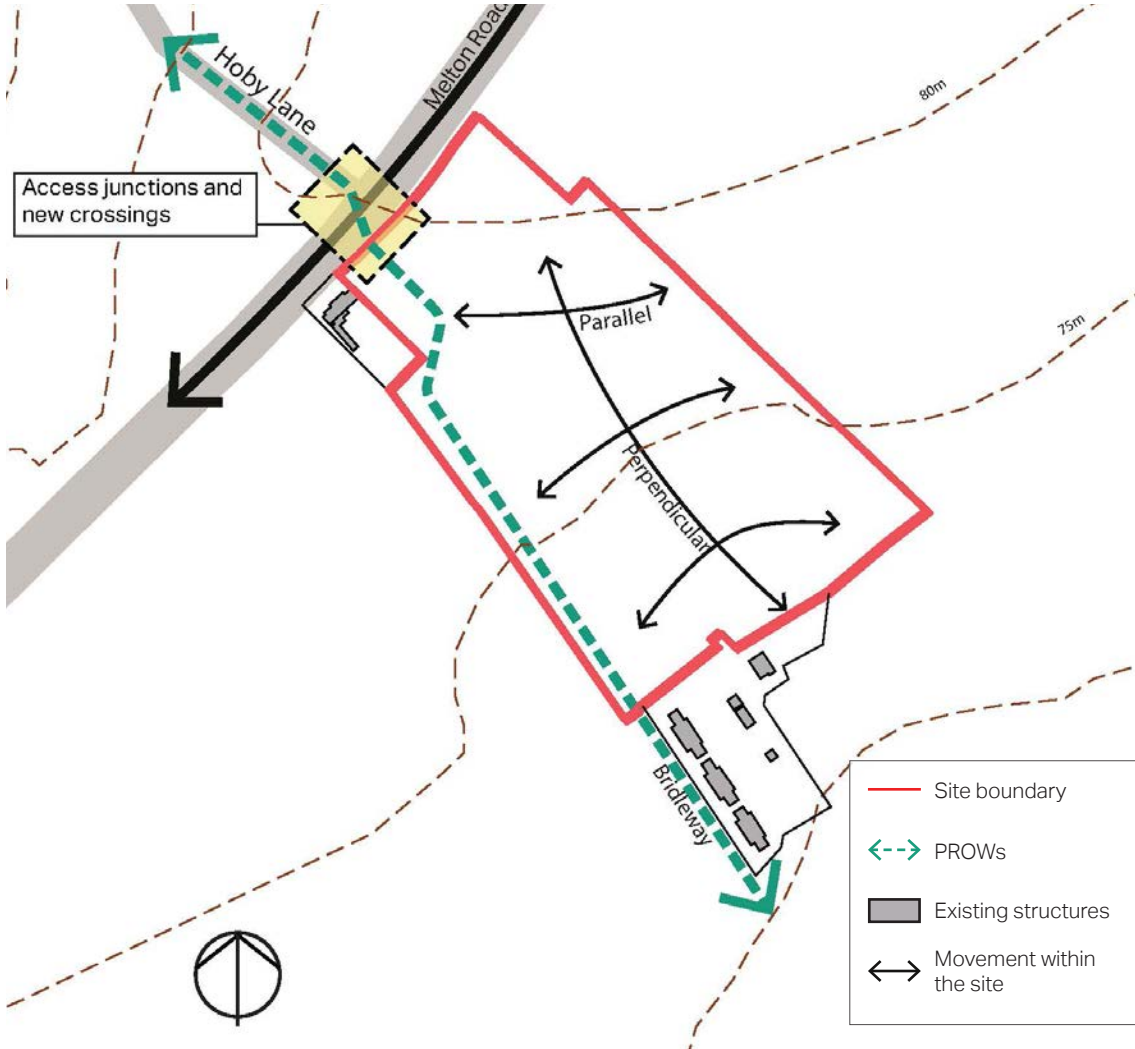 Melton Road
Hoby Lane
80m
Access junctions and
new crossings
Parallel
75m
Perpendicular
Bridleway
Site boundary
PROWs
Existing structures
Movement within
the site